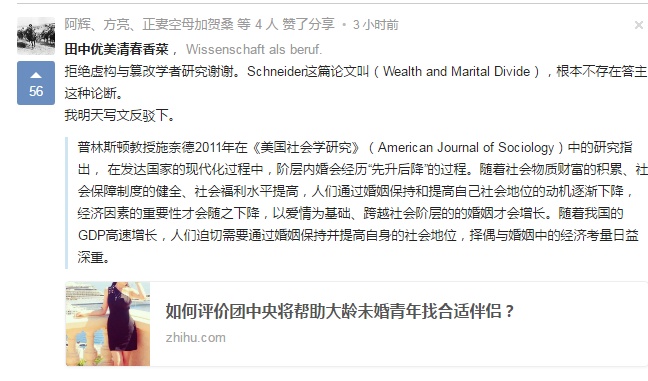 阿辉、方亮、正妻空母加贺桑 等 4 人 赞了分享 • 3 小时前
×
田中优美清春香菜， Wissenschaft als beruf.
56
拒绝虚构与篡改学者研究谢谢。Schneider这篇论文叫（Wealth and Marital Divide），根本不存在答主
这种论断。
我明天写文反驳下。
普林斯顿教授施奈德2011年在《美国社会学研究》（American Journal of Sociology）中的研究指
出， 在发达国家的现代化过程中，阶层内婚会经历“先升后降”的过程。随着社会物质财富的积累、社
会保障制度的健全、社会福利水平提高，人们通过婚姻保持和提高自己社会地位的动机逐渐下降，
经济因素的重要性才会随之下降，以爱情为基础、跨越社会阶层的的婚姻才会增长。随着我国的
GDP高速增长，人们迫切需要通过婚姻保持并提高自身的社会地位，择偶与婚姻中的经济考量日益
深重。
如何评价团中央将帮助大龄未婚青年找合适伴侣？
zhihu.com